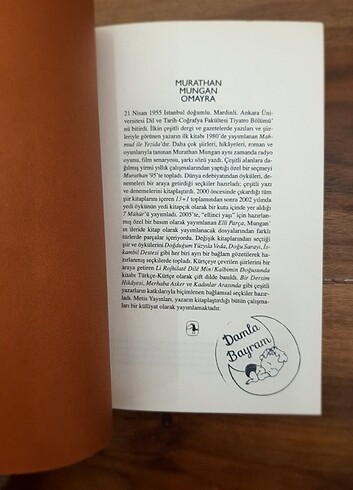 MURATHAN
MUNGAN
OMAYRA
21 Nisan 1955 İstanbul doğumlu. Mardinli. Ankara Üni-
versitesi Dil ve Tarih-Coğrafya Fakültesi Tiyatro Bölümü'
nü bitirdi. İlkin çeşitli dergi ve gazetelerde yazıları ve şiir-
leriyle görünen yazarın ilk kitabı 1980'de yayımlanan Mah-
mud ile Yezida'dır. Daha çok şiirleri, hikâyeleri, roman ve
oyunlarıyla tanınan Murathan Mungan aynı zamanda radyo
oyunu, film senaryosu, şarkı sözü yazdı. Çeşitli alanlara da-
ğılmış yirmi yıllık çalışmalarından yaptığı özel bir seçmeyi
Murathan '95'te topladı. Dünya edebiyatından öyküleri, de-
nemeleri bir araya getirdiği seçkiler hazırladı; çeşitli yazı
ve denemelerini kitaplaştırdı. 2000 öncesinde çıkardığı tüm
şiir kitaplarını içeren 13+1 toplamından sonra 2002 yılında
yedi öykünün yedi kitapçık olarak bir kutu içinde yer aldığı
7 Mühür'ü yayımladı. 2005'te, "ellinci yaşı" için hazırlan-
mış özel bir basım olarak yayımlanan Elli Parça, Mungan'
ın ileride kitap olarak yayımlanacak dosyalarından farklı
türlerde parçalar içeriyordu. Değişik kitaplarından seçtiği
şiir ve öykülerini Doğduğum Yüzyıla Veda, Doğu Sarayı, İs-
kambil Destesi gibi her biri ayrı bir bağlam gözetilerek ha-
zırlanmış seçkilerde topladı. Kürtçeye çevrilen şiirlerini bir
araya getiren Li Rojhilatê Dilê Min/Kalbimin Doğusunda
kitabı Türkçe-Kürtçe olarak çift dilde basıldı. Bir Dersim
Hikâyesi, Merhaba Asker ve Kadınlar Arasında gibi çeşitli
yazarların katkılarıyla biçimlenen bağlamsal seçkiler hazır-
ladı. Metis Yayınları, yazarın kitaplaştırdığı bütün çalışma-
larını bir külliyat olarak yayımlamaktadır.
Damla
Bayram